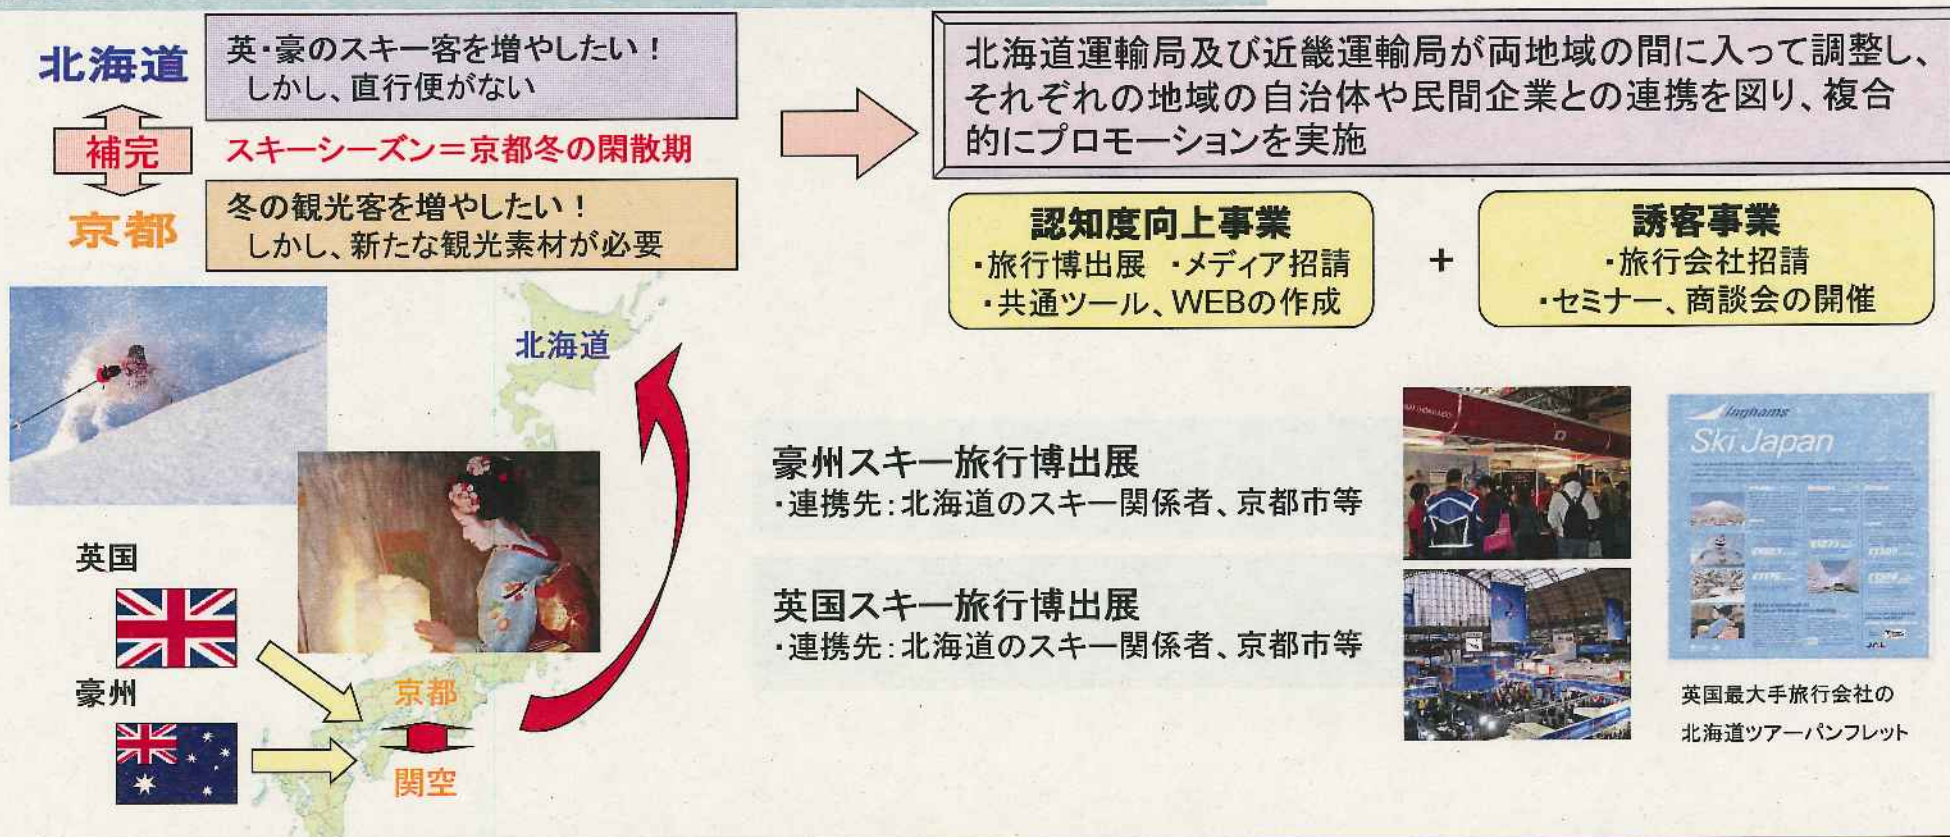 北海道
英・豪のスキー客を増やしたい！
しかし、直行便がない
補完
スキーシーズン＝京都冬の閑散期
京都
冬の観光客を増やしたい！
しかし、新たな観光素材が必要
北海道運輸局及び近畿運輸局が両地域の間に入って調整し、
それぞれの地域の自治体や民間企業との連携を図り、複合
的にプロモーションを実施
認知度向上事業
・旅行博出展 ・メディア招請
・共通ツール、WEBの作成
+
誘客事業
・旅行会社招請
・セミナー、商談会の開催
北海道
英国
豪州
京都
関空
豪州スキー旅行博出展
・連携先：北海道のスキー関係者、京都市等
英国スキー旅行博出展
・連携先：北海道のスキー関係者、京都市等
Inghams
Ski Japan
JAL
英国最大手旅行会社の
北海道ツアーパンフレット